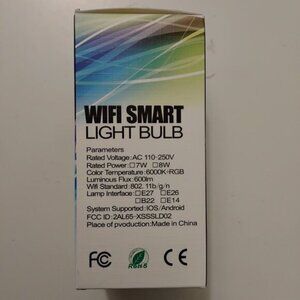 WIFI SMART
LIGHT BULB
Parameters
Rated Voltage:AC 110-250V
Rated Power:□7W □8W
Color Temperature:6000K+RGB
Luminous Flux:600lm
Wifi Standard:802.11b/g/n
Lamp Interface:□E27 □E26
□B22 □E14
System Supported:IOS/Android
FCC ID:2AL65-XSSSLD02
Place of pvoduction:Made in China
FC RoHS CE